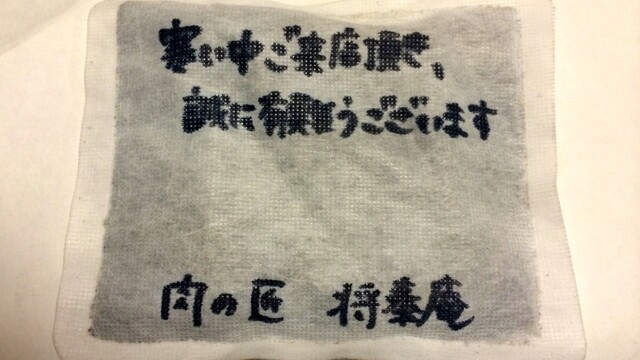 寒い中ご来店頂き、
誠に有難うございます
肉の匠 将泰庵